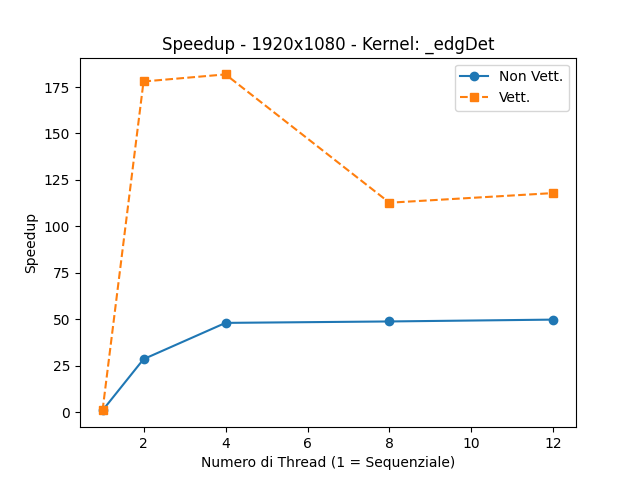 Speedup - 1920x1080 - Kernel: _edgDet
Non Vett.
Vett.
Speedup
175
150
125
100
75
50
25
0
2
4
6
8
10
12
Numero di Thread (1 = Sequenziale)